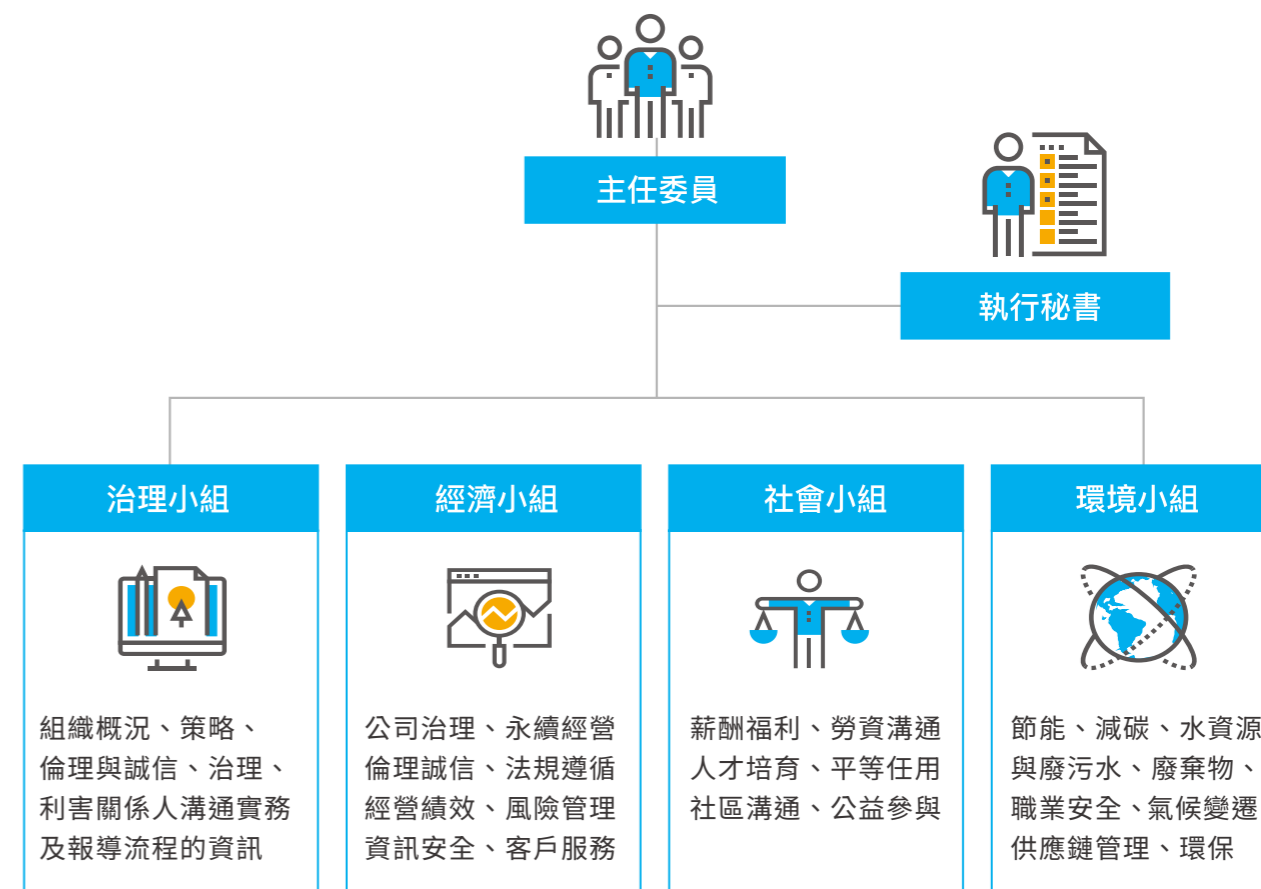 主任委員
執行秘書
治理小組
組織概況、策略、
倫理與誠信、治理、
利害關係人溝通實務
及報導流程的資訊
經濟小組
公司治理、永續經營
倫理誠信、法規遵循
經營績效、風險管理
資訊安全、客戶服務
社會小組
薪酬福利、勞資溝通
人才培育、平等任用
社區溝通、公益參與
環境小組
節能、減碳、水資源
與廢污水、廢棄物、
職業安全、氣候變遷
供應鏈管理、環保